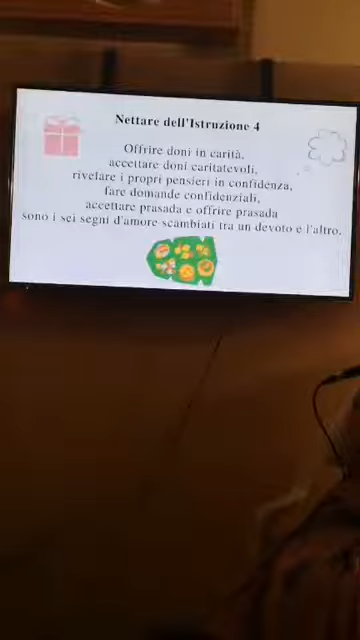 Nettare dell'Istruzione 4
Offrire doni in carità,
accettare doni caritatevoli,
rivelare i propri pensieri in confidenza,
fare domande confidenziali,
accettare prasada e offrire prasada
sono i sei segni d'amore scambiati tra un devoto e l'altro.